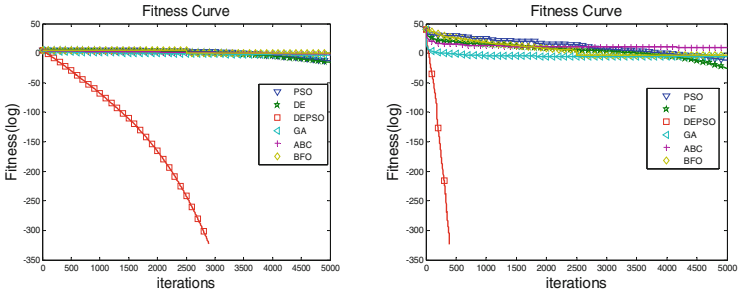 Fitness Curve
50
0
-50
-100
-150
-200
-250
-300
-350
Fitness(log)
0 500 1000 1500 2000 2500 3000 3500 4000 4500 5000
iterations
PSO
DE
DEPSO
GA
ABC
BFO
Fitness Curve
50
0
-50
-100
-150
-200
-250
-300
-350
Fitness(log)
0 500 1000 1500 2000 2500 3000 3500 4000 4500 5000
iterations
PSO
DE
DEPSO
GA
ABC
BFO